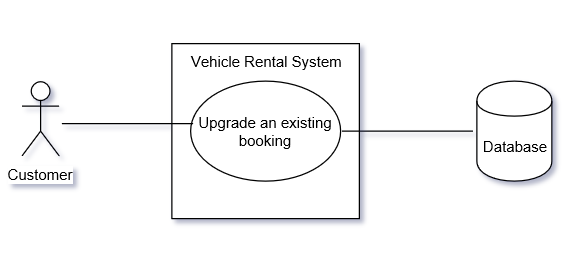 Vehicle Rental System
Upgrade an existing
booking
Customer
Database